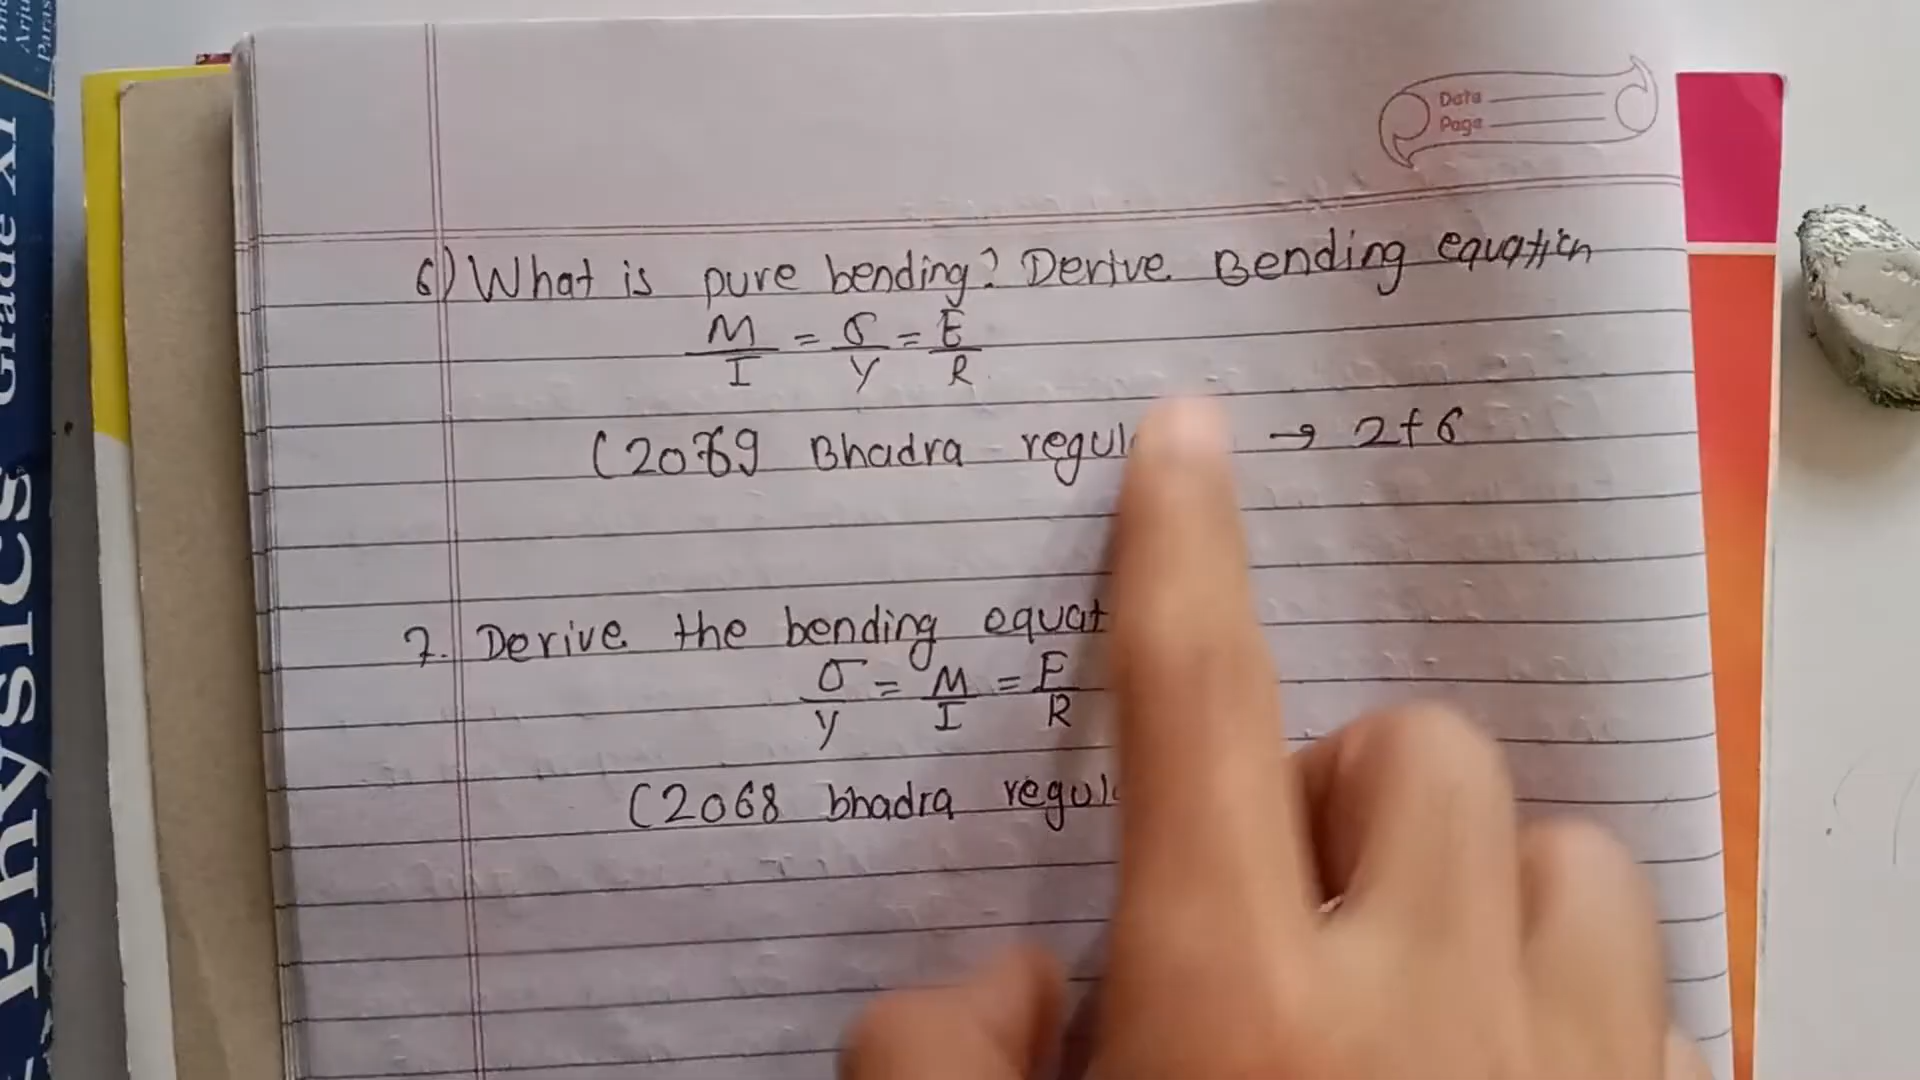 Data
Page
6) What is pure bending? Derive Bending equation
M/I = σ/Y = E/R
(2069 Bhadra regul → 2+6
7. Derive the bending equat
σ/y = M/I = E/R
(2068 bhadra regul
Physics Grade XI